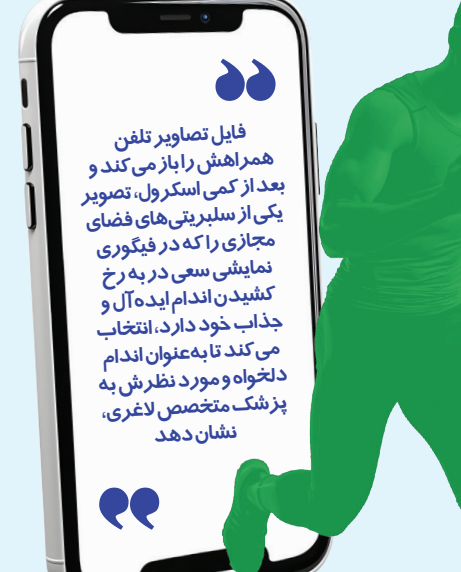 فایل تصاویر تلفن
همراهش را باز می‌کند و
بعد از کمی اسکرول، تصویر
یکی از سلبریتی‌های فضای
مجازی را که در فیگوری
نمایشی سعی در به رخ
کشیدن اندام ایده‌آل و
جذاب خود دارد، انتخاب
می‌کند تا به‌عنوان اندام
دلخواه و مورد نظرش به
پزشک متخصص لاغری،
نشان دهد